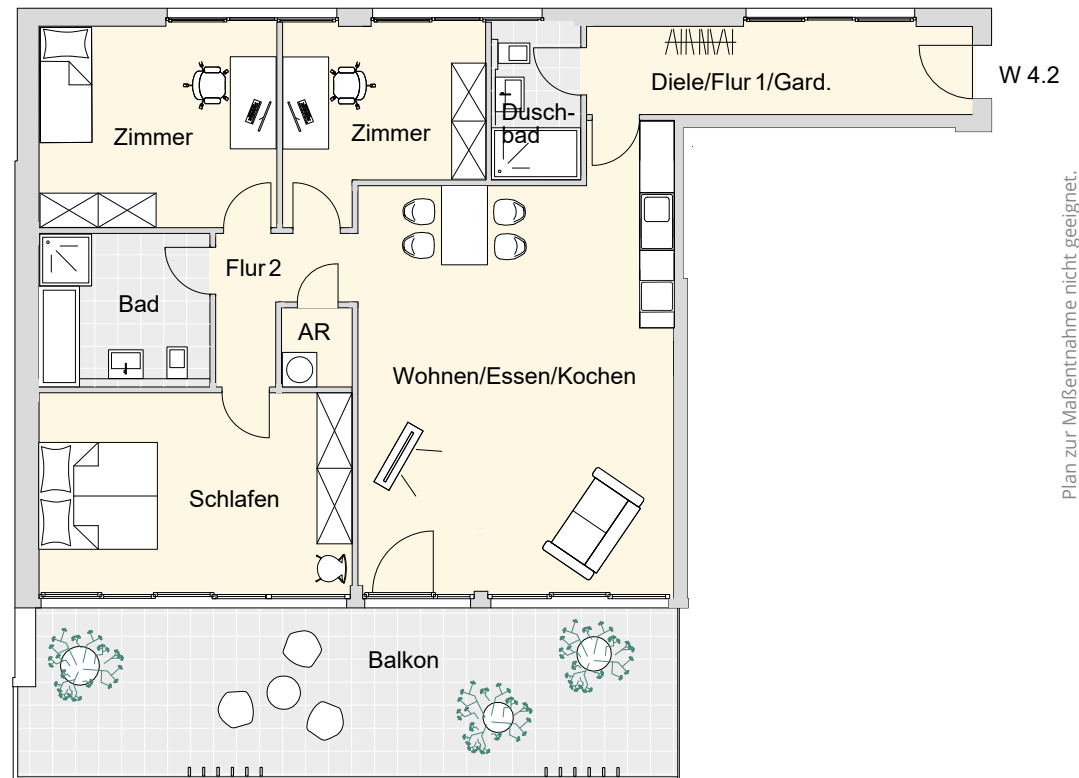 W 4.2
Diele/Flur 1/Gard.
Zimmer
Zimmer
Dusch-
bad
Flur 2
Bad
AR
Wohnen/Essen/Kochen
Schlafen
Balkon
Plan zur Maßentnahme nicht geeignet.